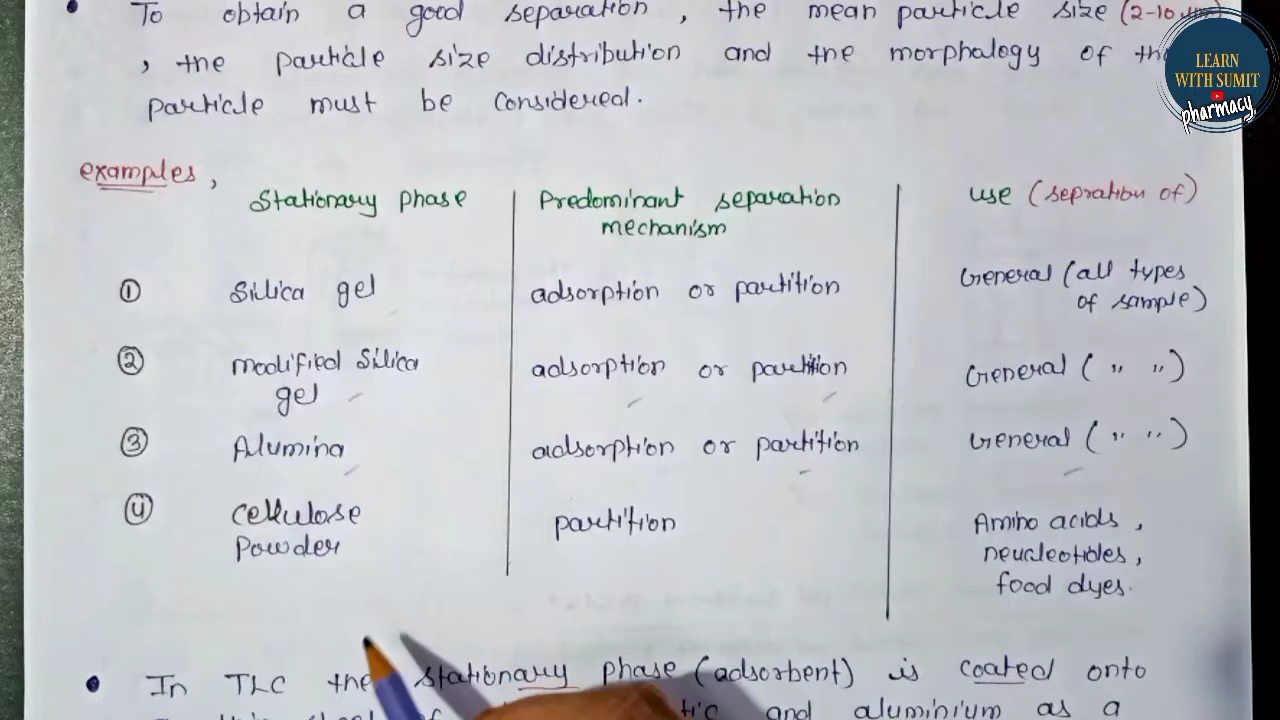 • To obtain a good separation, the mean particle size (2-10 μm)
, the particle size distribution and the morphology of the
particle must be considered.
examples,
Stationary phase
Predominant separation mechanism
use (sepration of)
① Silica gel adsorption or partition General (all types of sample)
② modified silica gel adsorption or partition General ( " " )
③ Alumina adsorption or partition General ( " " )
④ Cellulose Powder partition Amino acids, neucleotides, food dyes.
• In TLC the stationary phase (adsorbent) is coated onto
and aluminium as a
LEARN
WITH SUMIT
pharmacy